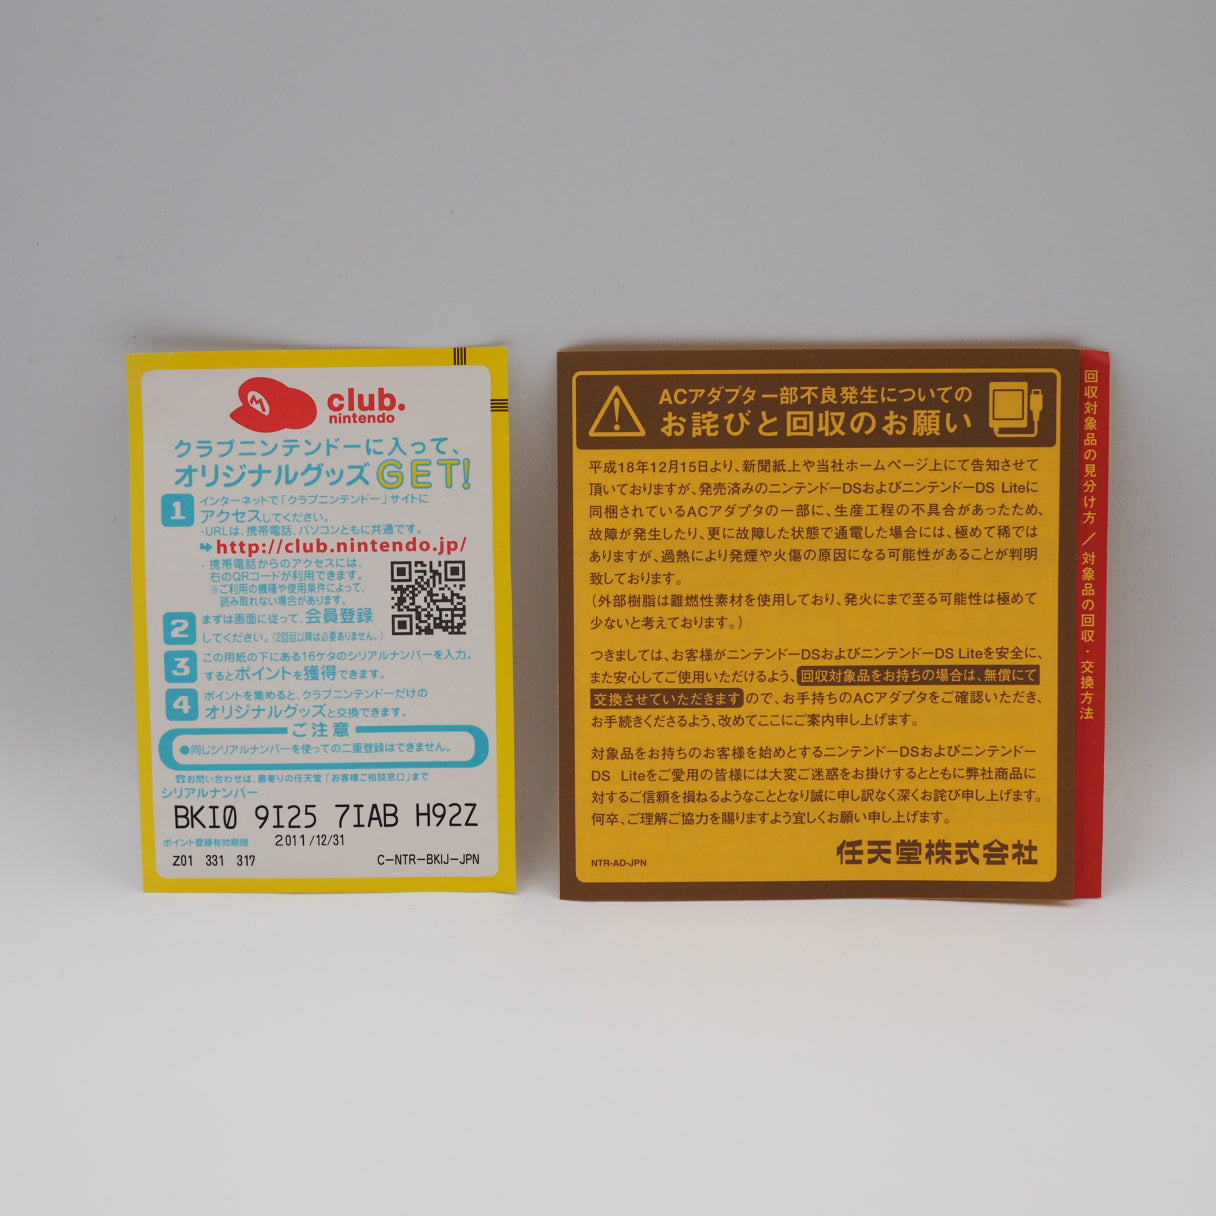 club.
nintendo
クラブニンテンドーに入って、
オリジナルグッズGET!
1
インターネットで「クラブニンテンドー」サイトに
アクセスしてください。
・URLは、携帯電話、パソコンともに共通です。
http://club.nintendo.jp/
・携帯電話からのアクセスには、
右のQRコードが利用できます。
※ご利用の機種や使用条件によって、
読み取れない場合があります。
2
まずは画面に従って、会員登録
してください。(2回目以降は必要ありません。)
3
この用紙の下にある16ケタのシリアルナンバーを入力。
するとポイントを獲得できます。
4
ポイントを集めると、クラブニンテンドーだけの
オリジナルグッズと交換できます。
ご注意
●同じシリアルナンバーを使っての二重登録はできません。
☎お問い合わせは、最寄りの任天堂「お客様ご相談窓口」まで
シリアルナンバー
BKI0 9I25 7IAB H92Z
ポイント登録有効期限 2011/12/31
Z01 331 317 C-NTR-BKIJ-JPN
ACアダプター部不良発生についての
お詫びと回収のお願い
平成18年12月15日より、新聞紙上や当社ホームページ上にて告知させて
頂いておりますが、発売済みのニンテンドーDSおよびニンテンドーDS Liteに
同梱されているACアダプタの一部に、生産工程の不具合があったため、
故障が発生したり、更に故障した状態で通電した場合には、極めて稀では
ありますが、過熱により発煙や火傷の原因になる可能性があることが判明
致しております。
(外部樹脂は難燃性素材を使用しており、発火にまで至る可能性は極めて
少ないと考えております。)
つきましては、お客様がニンテンドーDSおよびニンテンドーDS Liteを安全に、
また安心してご使用いただけるよう、回収対象品をお持ちの場合は、無償にて
交換させていただきますので、お手持ちのACアダプタをご確認いただき、
お手続きくださるよう、改めてここにご案内申し上げます。
対象品をお持ちのお客様を始めとするニンテンドーDSおよびニンテンドー
DS Liteをご愛用の皆様には大変ご迷惑をお掛けするとともに弊社商品に
対するご信頼を損ねるようなこととなり誠に申し訳なく深くお詫び申し上げます。
何卒、ご理解ご協力を賜りますよう宜しくお願い申し上げます。
NTR-AD-JPN
任天堂株式会社
回収対象品の見分け方／対象品の回収・交換方法